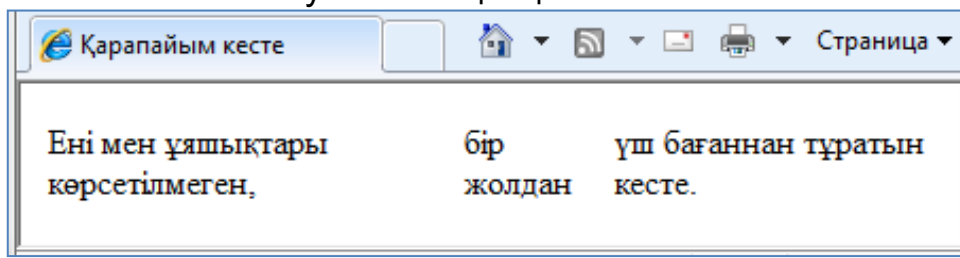 Қарапайым кесте Страница
Ені мен ұяшықтары бір үш бағаннан тұратын
көрсетілмеген, жолдан кесте.